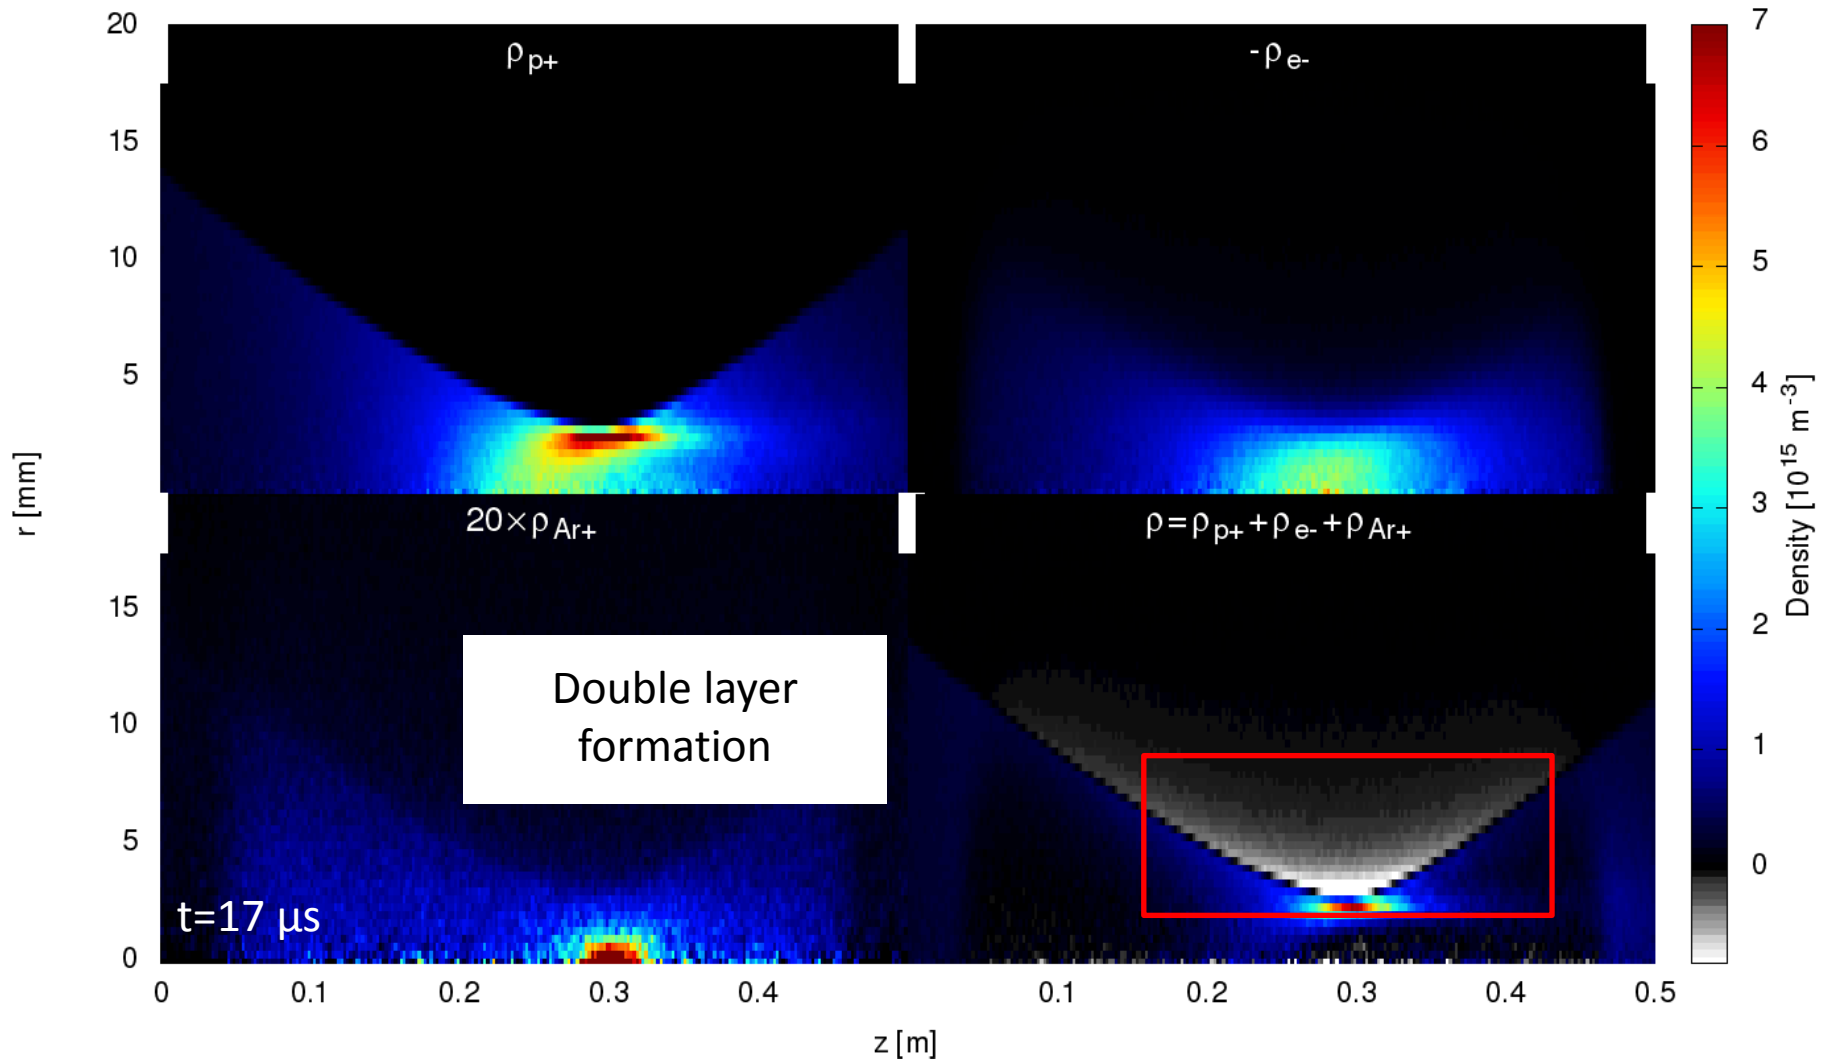 ρp+
-ρe-
20×ρAr+
ρ=ρp++ρe-+ρAr+
Double layer
formation
t=17 μs
20
15
10
5
15
10
5
0
r [mm]
0 0.1 0.2 0.3 0.4 0.1 0.2 0.3 0.4 0.5
z [m]
7
6
5
4
3
2
1
0
Density [10¹⁵ m⁻³]